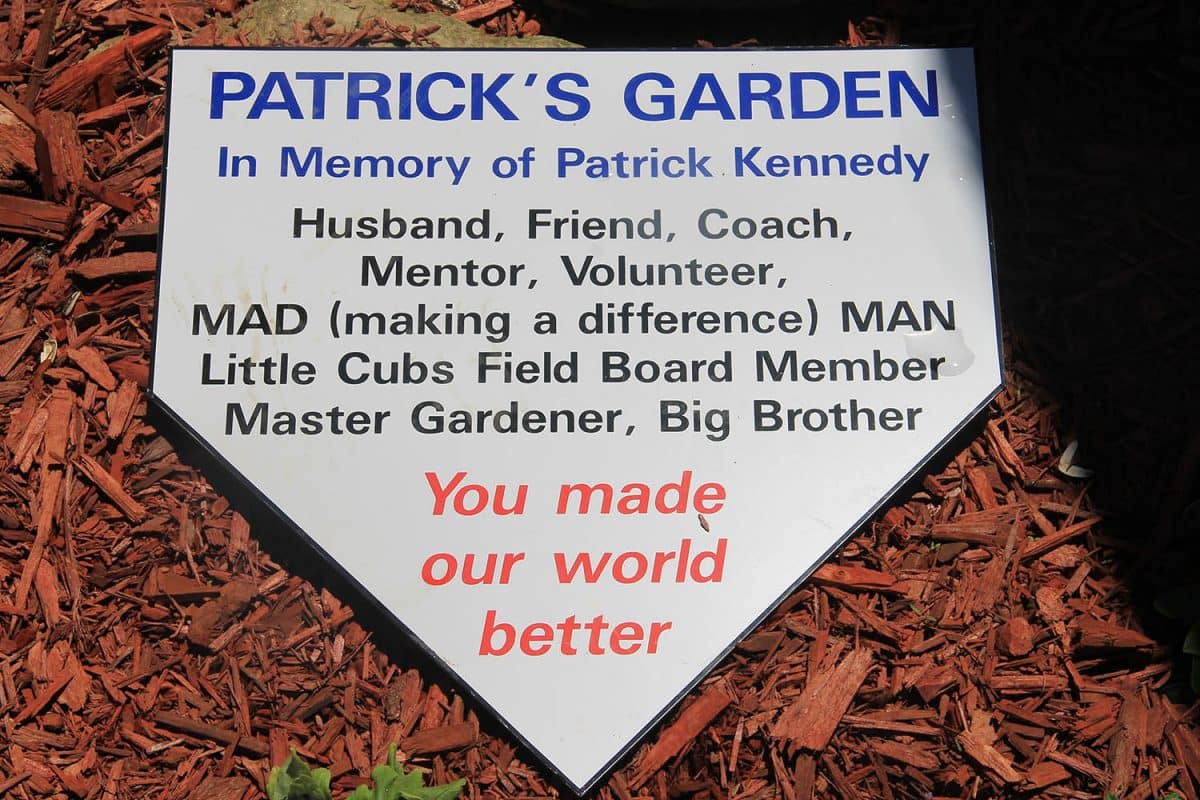 PATRICK'S GARDEN
In Memory of Patrick Kennedy
Husband, Friend, Coach,
Mentor, Volunteer,
MAD (making a difference) MAN
Little Cubs Field Board Member
Master Gardener, Big Brother
You made
our world
better